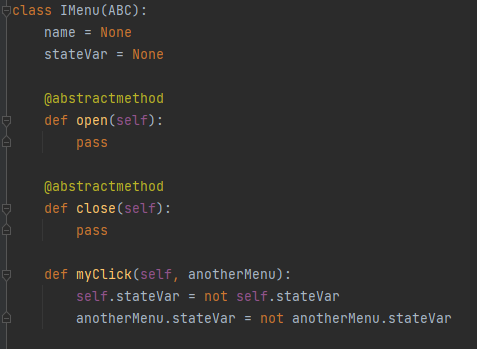 class IMenu(ABC):
    name = None
    stateVar = None

    @abstractmethod
    def open(self):
        pass

    @abstractmethod
    def close(self):
        pass

    def myClick(self, anotherMenu):
        self.stateVar = not self.stateVar
        anotherMenu.stateVar = not anotherMenu.stateVar